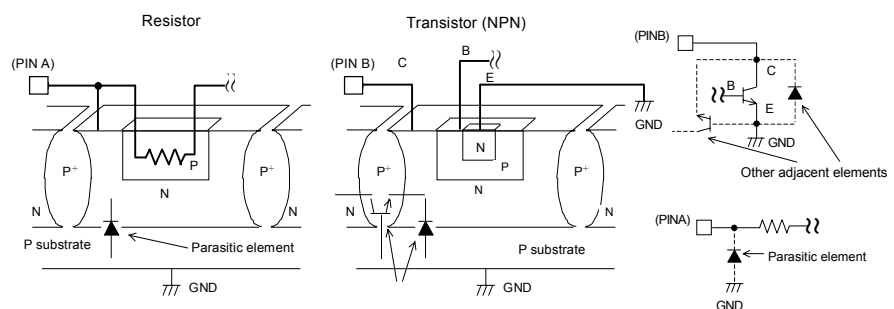 Resistor
(PIN A)
P
N
P+
P+
N
N
P substrate
Parasitic element
GND
Transistor (NPN)
(PIN B)
C
B
E
GND
N
P
N
P+
P+
N
N
P substrate
GND
(PINB)
C
B
E
GND
Other adjacent elements
(PINA)
Parasitic element
GND